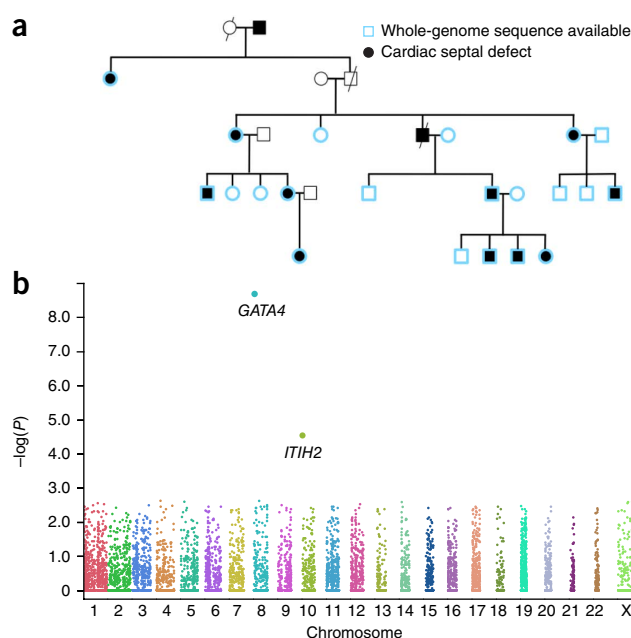 a
Whole-genome sequence available
Cardiac septal defect
b
8.0
7.0
6.0
5.0
4.0
3.0
2.0
1.0
0
–log(P)
GATA4
ITIH2
1 2 3 4 5 6 7 8 9 10 11 12 13 14 15 16 17 18 19 20 21 22 X
Chromosome